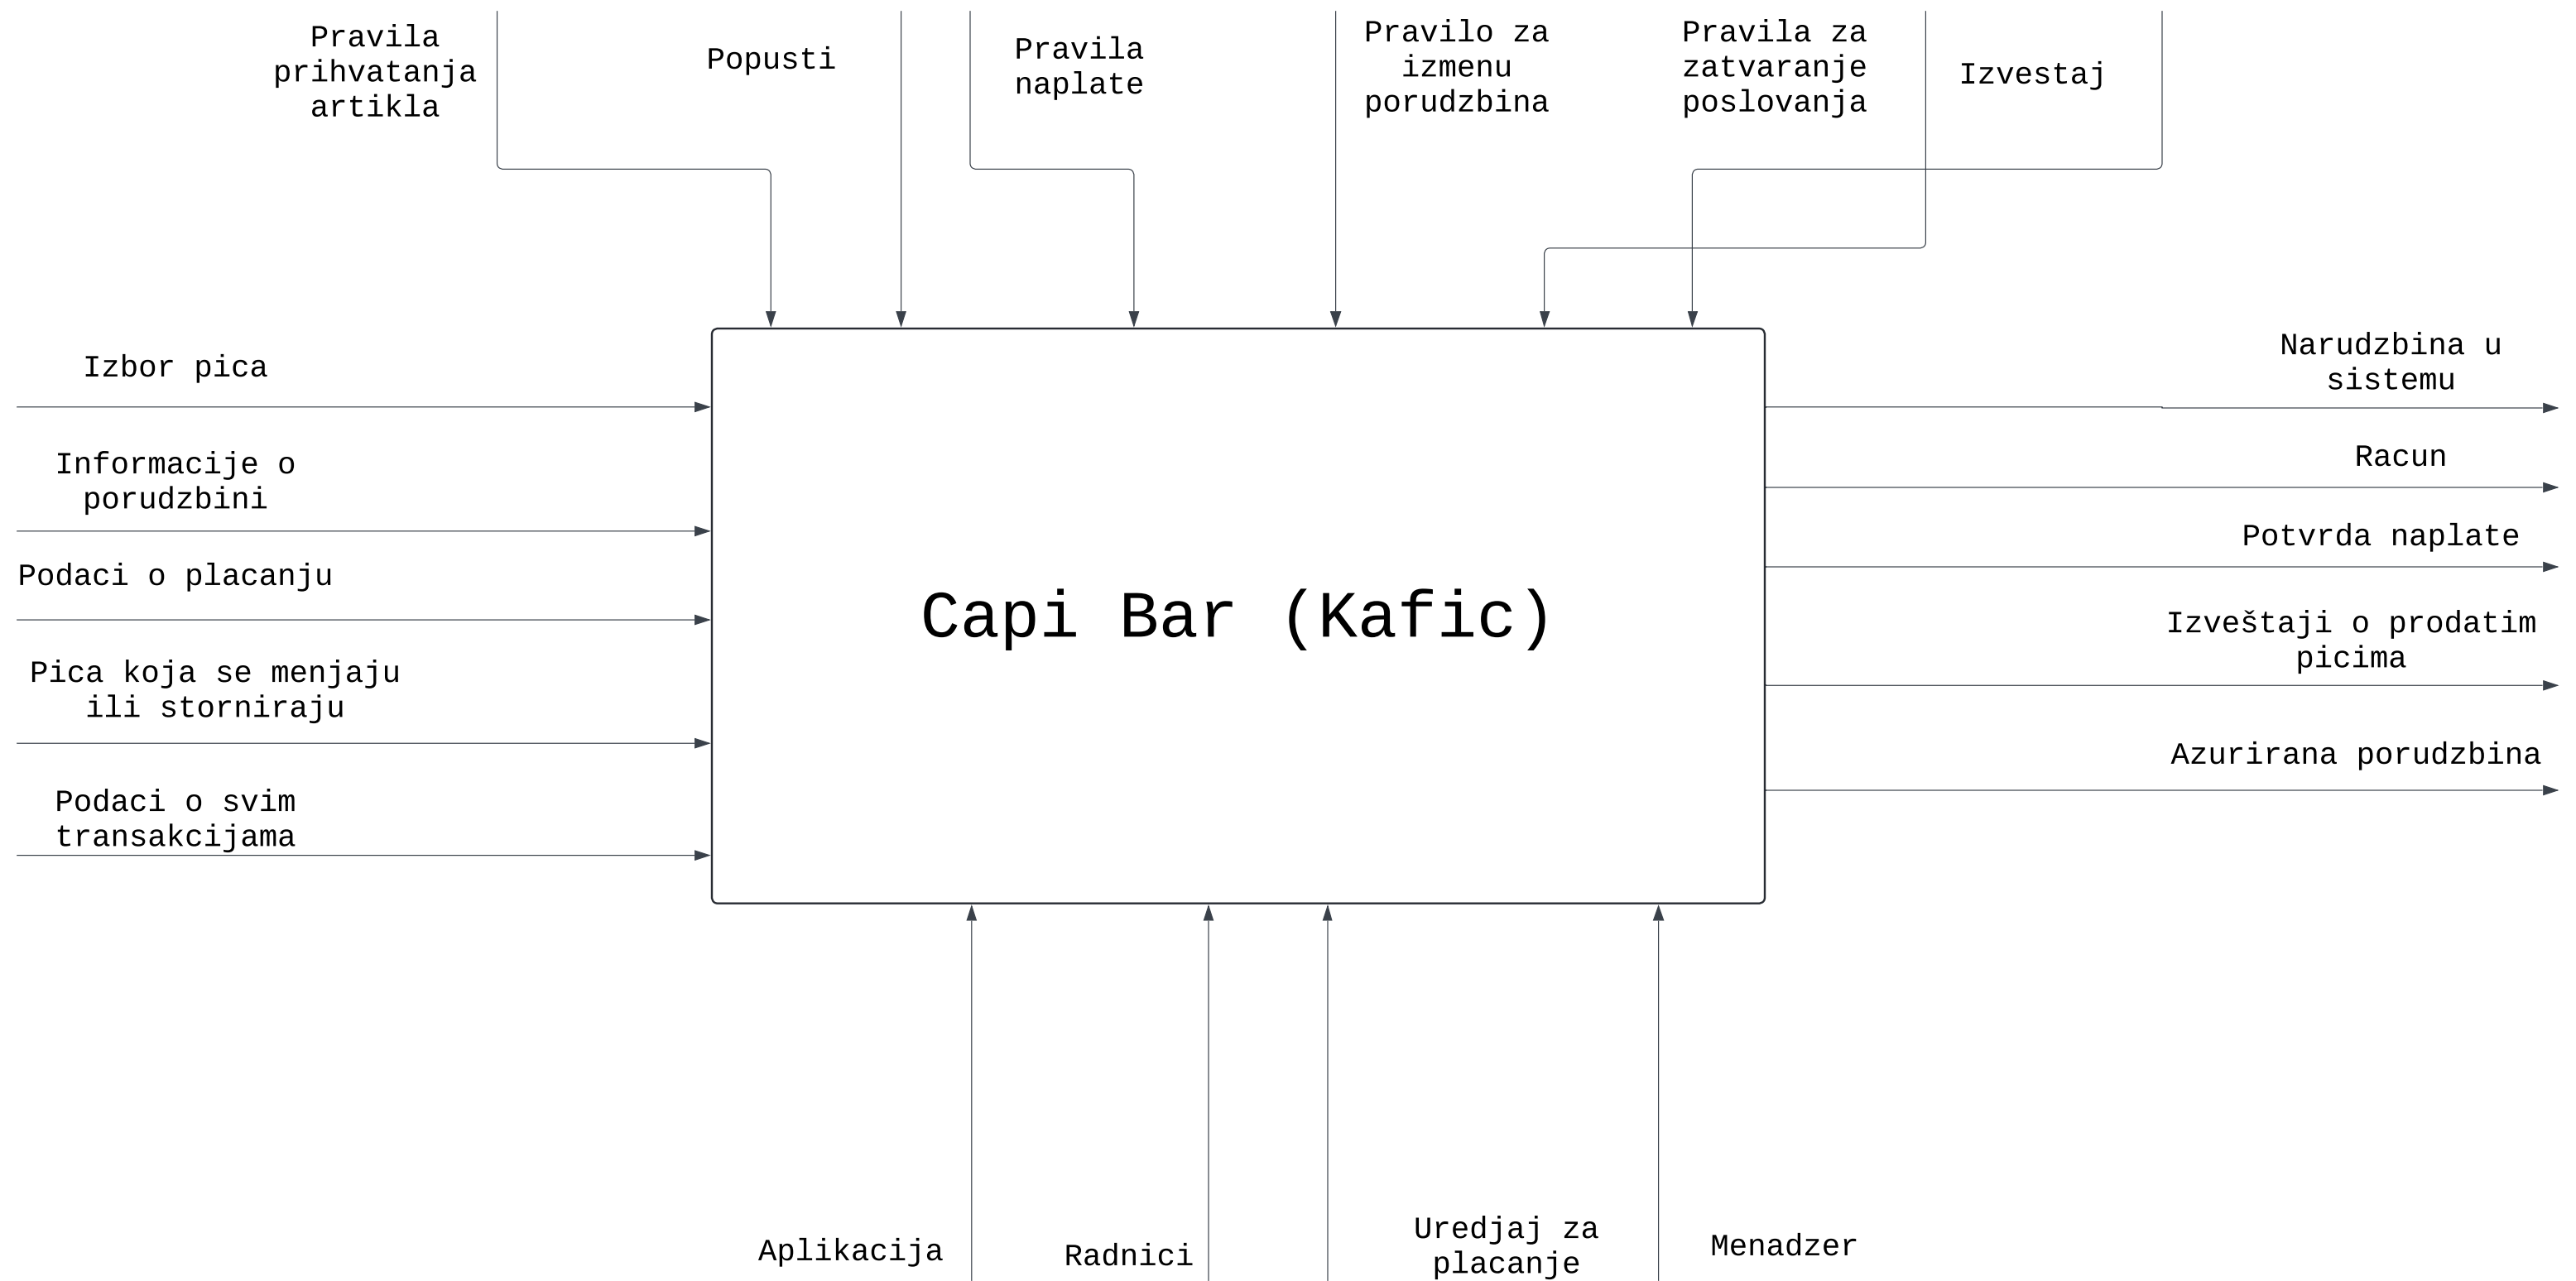 Pravila
prihvatanja
artikla
Popusti
Pravila
naplate
Pravilo za
izmenu
porudzbina
Pravila za
zatvaranje
poslovanja
Izvestaj
Izbor pica
Informacije o
porudzbini
Podaci o placanju
Pica koja se menjaju
ili storniraju
Podaci o svim
transakcijama
Capi Bar (Kafic)
Narudzbina u
sistemu
Racun
Potvrda naplate
Izveštaji o prodatim
picima
Azurirana porudzbina
Aplikacija
Radnici
Uredjaj za
placanje
Menadzer